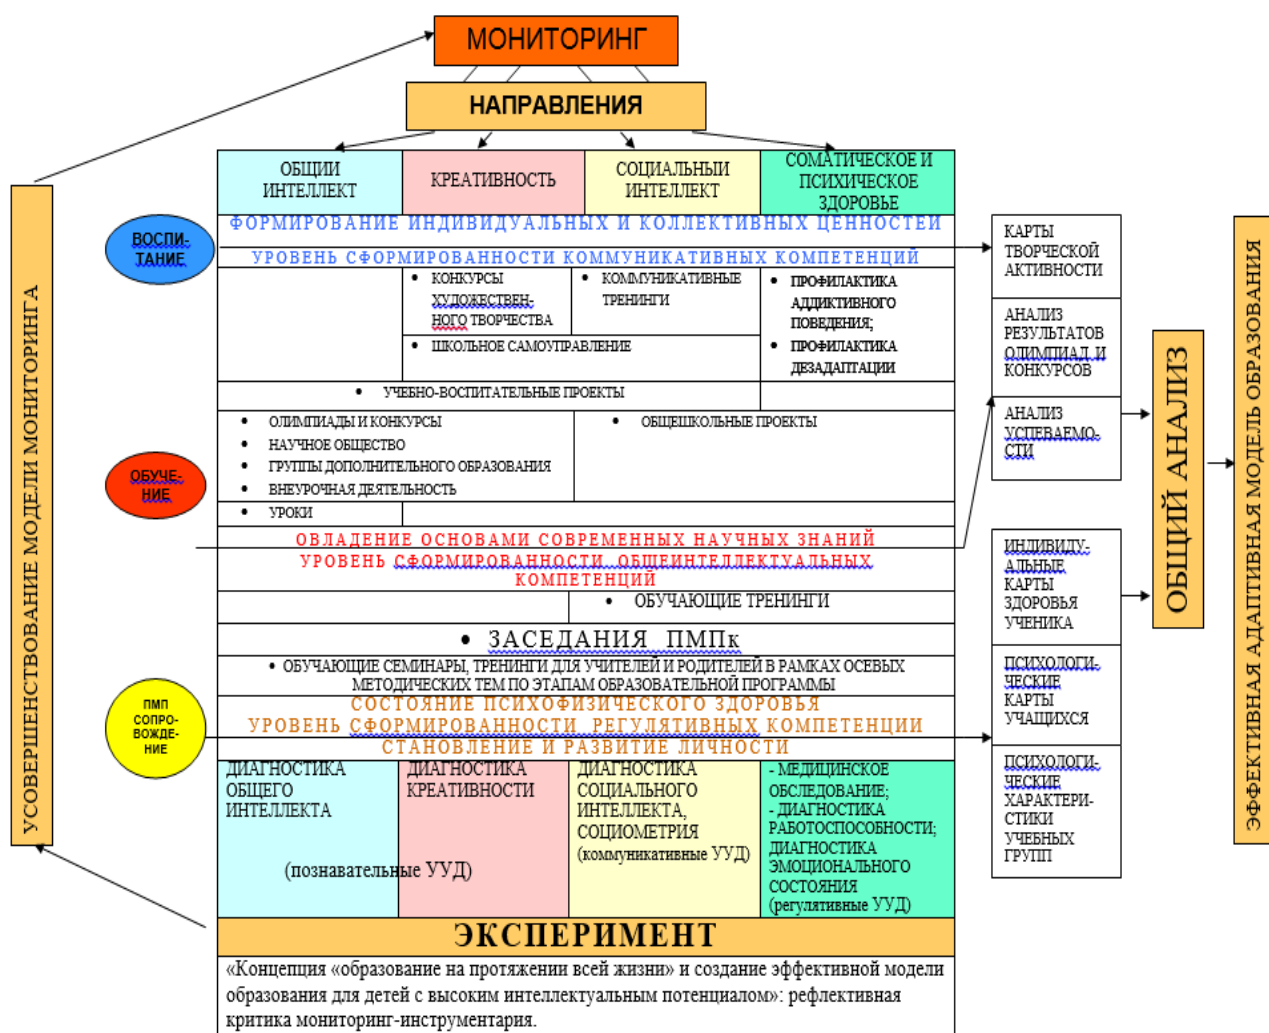 МОНИТОРИНГ
НАПРАВЛЕНИЯ
ОБЩИИ
ИНТЕЛЛЕКТ
КРЕАТИВНОСТЬ
СОЦИАЛЬНЫИ
ИНТЕЛЛЕКТ
СОМАТИЧЕСКОЕ И
ПСИХИЧЕСКОЕ
ЗДОРОВЬЕ
УСОВЕРШЕНСТВОВАНИЕ МОДЕЛИ МОНИТОРИНГА
ВОСПИ-
ТАНИЕ
ФОРМИРОВАНИЕ ИНДИВИДУАЛЬНЫХ И КОЛЛЕКТИВНЫХ ЦЕННОСТЕЙ
УРОВЕНЬ СФОРМИРОВАННОСТИ КОММУНИКАТИВНЫХ КОМПЕТЕНЦИЙ
• КОНКУРСЫ
ХУДОЖЕСТВЕН-
НОГО ТВОРЧЕСТВА
• КОММУНИКАТИВНЫЕ
ТРЕНИНГИ
• ПРОФИЛАКТИКА
АДДИКТИВНОГО
ПОВЕДЕНИЯ;
• ПРОФИЛАКТИКА
ДЕЗАДАПТАЦИИ
• ШКОЛЬНОЕ САМОУПРАВЛЕНИЕ
• УЧЕБНО-ВОСПИТАТЕЛЬНЫЕ ПРОЕКТЫ
ОБУЧЕ-
НИЕ
• ОЛИМПИАДЫ И КОНКУРСЫ
• НАУЧНОЕ ОБЩЕСТВО
• ГРУППЫ ДОПОЛНИТЕЛЬНОГО ОБРАЗОВАНИЯ
• ВНЕУРОЧНАЯ ДЕЯТЕЛЬНОСТЬ
• ОБЩЕШКОЛЬНЫЕ ПРОЕКТЫ
• УРОКИ
ОВЛАДЕНИЕ ОСНОВАМИ СОВРЕМЕННЫХ НАУЧНЫХ ЗНАНИЙ
УРОВЕНЬ СФОРМИРОВАННОСТИ ОБЩЕИНТЕЛЛЕКТУАЛЬНЫХ
КОМПЕТЕНЦИЙ
• ОБУЧАЮЩИЕ ТРЕНИНГИ
• ЗАСЕДАНИЯ ПМПк
• ОБУЧАЮЩИЕ СЕМИНАРЫ, ТРЕНИНГИ ДЛЯ УЧИТЕЛЕЙ И РОДИТЕЛЕЙ В РАМКАХ ОСЕВЫХ
МЕТОДИЧЕСКИХ ТЕМ ПО ЭТАПАМ ОБРАЗОВАТЕЛЬНОЙ ПРОГРАММЫ
ПМП
СОПРО-
ВОЖДЕ-
НИЕ
СОСТОЯНИЕ ПСИХОФИЗИЧЕСКОГО ЗДОРОВЬЯ
УРОВЕНЬ СФОРМИРОВАННОСТИ РЕГУЛЯТИВНЫХ КОМПЕТЕНЦИИ
СТАНОВЛЕНИЕ И РАЗВИТИЕ ЛИЧНОСТИ
ДИАГНОСТИКА
ОБЩЕГО
ИНТЕЛЛЕКТА
ДИАГНОСТИКА
КРЕАТИВНОСТИ
(познавательные УУД)
ДИАГНОСТИКА
СОЦИАЛЬНОГО
ИНТЕЛЛЕКТА,
СОЦИОМЕТРИЯ
(коммуникативные УУД)
- МЕДИЦИНСКОЕ
ОБСЛЕДОВАНИЕ;
- ДИАГНОСТИКА
РАБОТОСПОСОБНОСТИ;
ДИАГНОСТИКА
ЭМОЦИОНАЛЬНОГО
СОСТОЯНИЯ
(регулятивные УУД)
ЭКСПЕРИМЕНТ
«Концепция «образование на протяжении всей жизни» и создание эффективной модели
образования для детей с высоким интеллектуальным потенциалом»: рефлективная
критика мониторинг-инструментария.
КАРТЫ
ТВОРЧЕСКОЙ
АКТИВНОСТИ
АНАЛИЗ
РЕЗУЛЬТАТОВ
ОЛИМПИАД И
КОНКУРСОВ
АНАЛИЗ
УСПЕВАЕМО-
СТИ
ИНДИВИДУ-
АЛЬНЫЕ
КАРТЫ
ЗДОРОВЬЯ
УЧЕНИКА
ПСИХОЛОГИ-
ЧЕСКИЕ
КАРТЫ
УЧАЩИХСЯ
ПСИХОЛОГИ-
ЧЕСКИЕ
ХАРАКТЕРИ-
СТИКИ
УЧЕБНЫХ
ГРУПП
ОБЩИЙ АНАЛИЗ
ЭФФЕКТИВНАЯ АДАПТИВНАЯ МОДЕЛЬ ОБРАЗОВАНИЯ